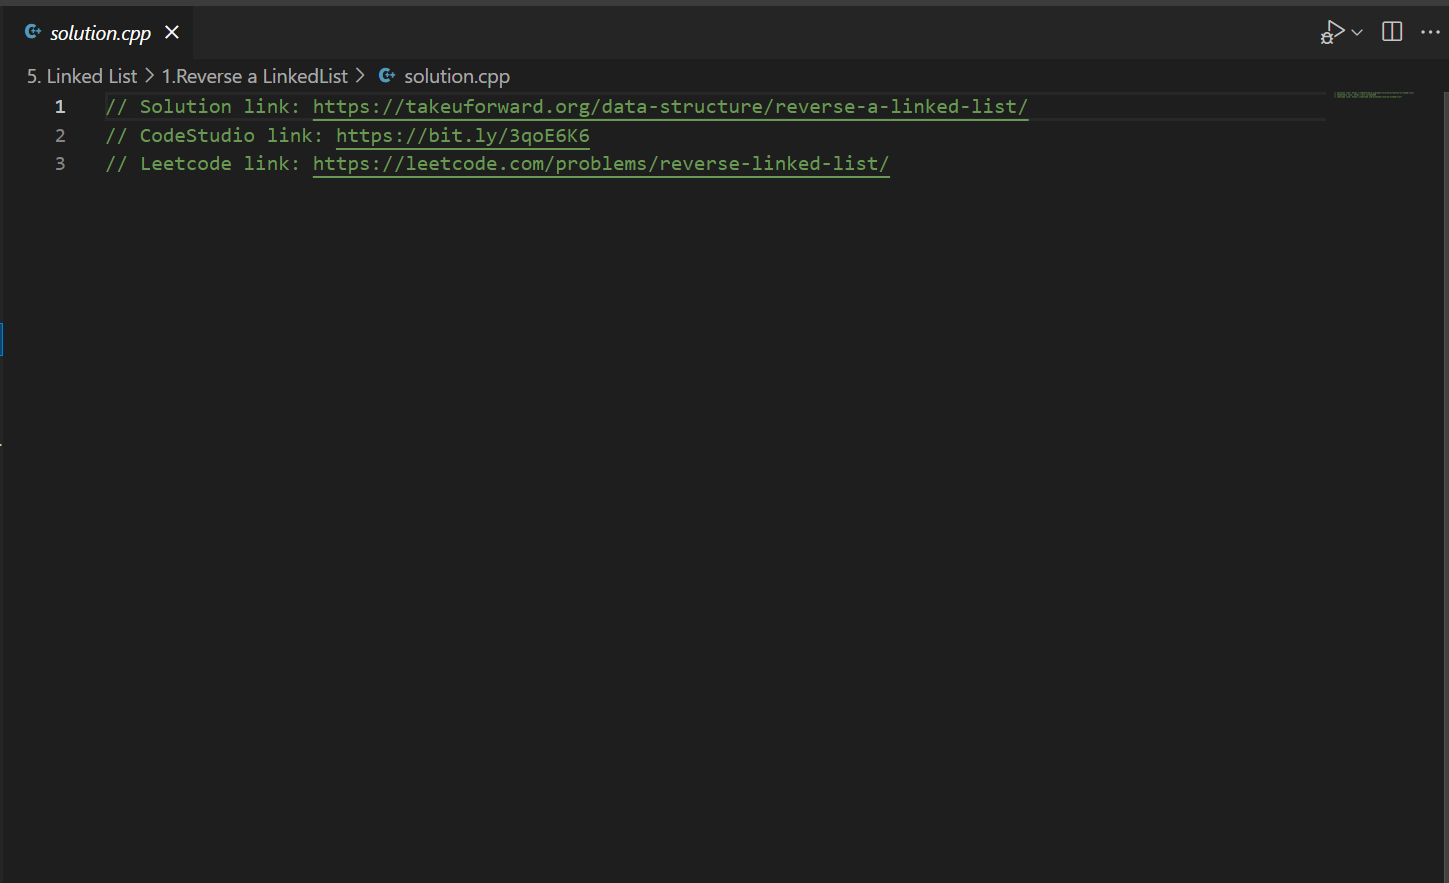 solution.cpp
5. Linked List > 1.Reverse a LinkedList > solution.cpp
1 // Solution link: https://takeuforward.org/data-structure/reverse-a-linked-list/
2 // CodeStudio link: https://bit.ly/3qoE6K6
3 // Leetcode link: https://leetcode.com/problems/reverse-linked-list/